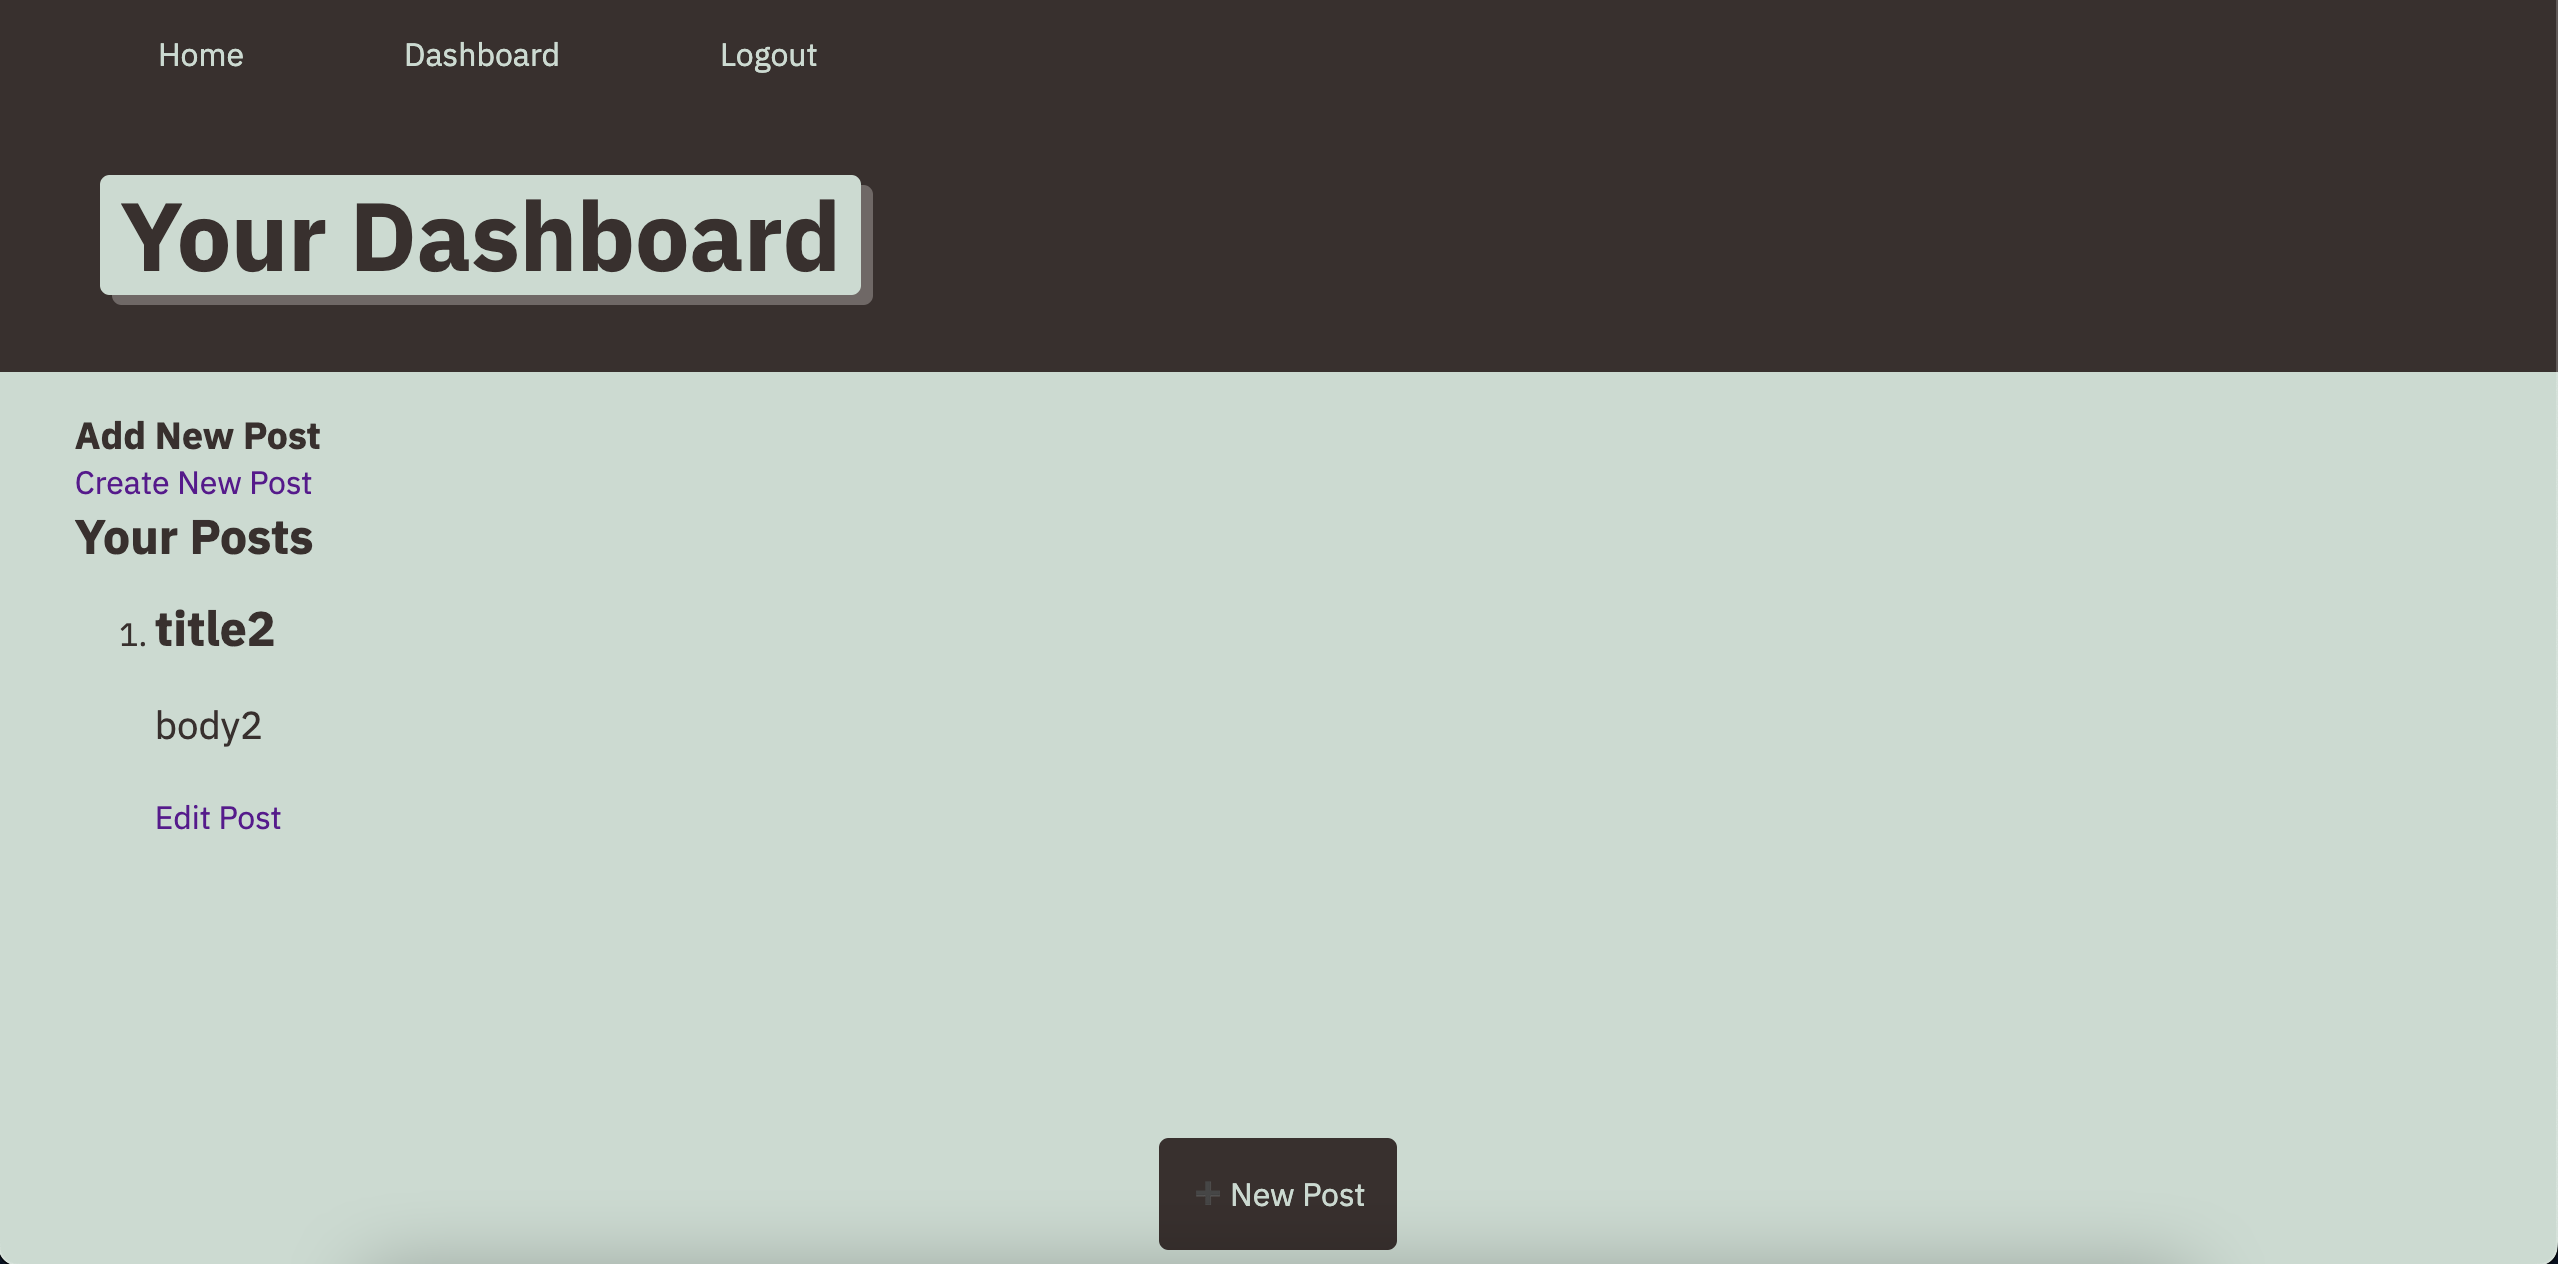 Home Dashboard Logout
Your Dashboard
Add New Post
Create New Post
Your Posts
1. title2
body2
Edit Post
➕ New Post